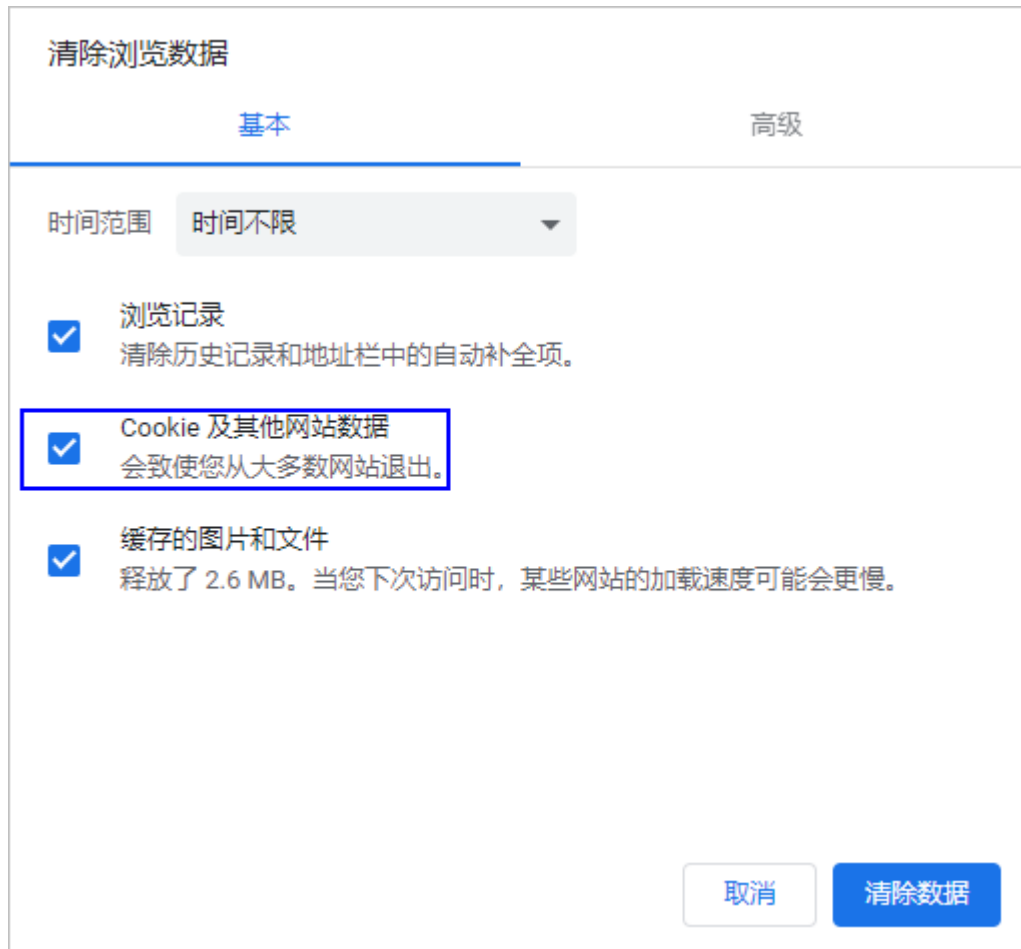 清除浏览数据
基本 高级
时间范围 时间不限
浏览记录
清除历史记录和地址栏中的自动补全项。
Cookie 及其他网站数据
会致使您从大多数网站退出。
缓存的图片和文件
释放了 2.6 MB。当您下次访问时，某些网站的加载速度可能会更慢。
取消 清除数据